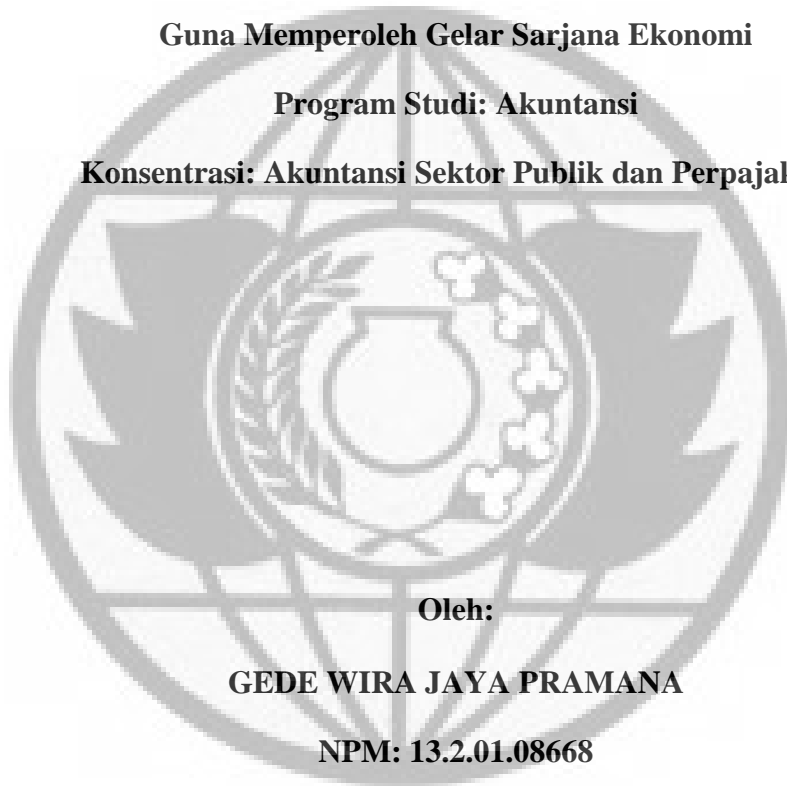 Guna Memperoleh Gelar Sarjana Ekonomi
Program Studi: Akuntansi
Konsentrasi: Akuntansi Sektor Publik dan Perpajak
Oleh:
GEDE WIRA JAYA PRAMANA
NPM: 13.2.01.08668